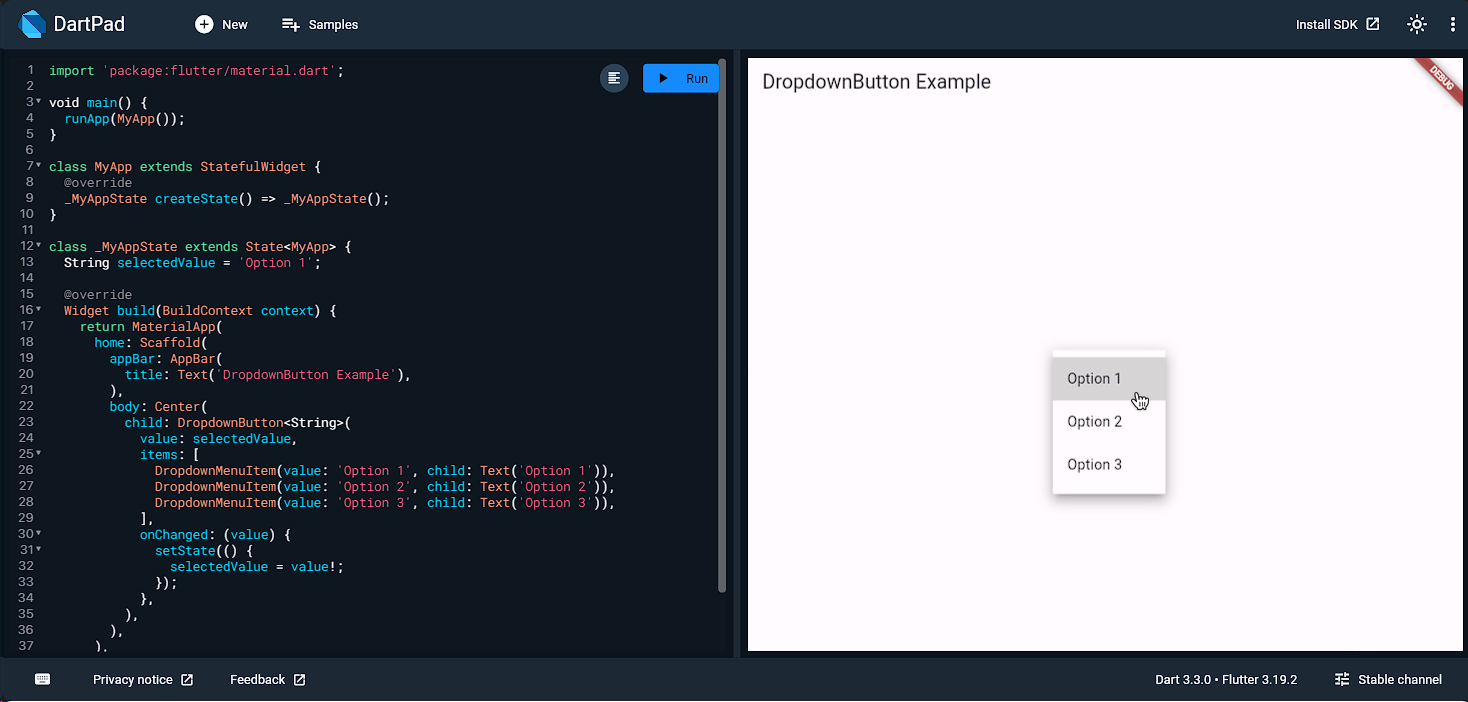 DartPad
New
Samples
Install SDK
1 import 'package:flutter/material.dart';
2
3 void main() {
4   runApp(MyApp());
5 }
6
7 class MyApp extends StatefulWidget {
8   @override
9   _MyAppState createState() => _MyAppState();
10 }
11
12 class _MyAppState extends State<MyApp> {
13   String selectedValue = 'Option 1';
14
15   @override
16   Widget build(BuildContext context) {
17     return MaterialApp(
18       home: Scaffold(
19         appBar: AppBar(
20           title: Text('DropdownButton Example'),
21         ),
22         body: Center(
23           child: DropdownButton<String>(
24             value: selectedValue,
25             items: [
26               DropdownMenuItem(value: 'Option 1', child: Text('Option 1')),
27               DropdownMenuItem(value: 'Option 2', child: Text('Option 2')),
28               DropdownMenuItem(value: 'Option 3', child: Text('Option 3')),
29             ],
30             onChanged: (value) {
31               setState(() {
32                 selectedValue = value!;
33               });
34             },
35           ),
36         ),
37       ),
Run
DropdownButton Example
DEBUG
Option 1
Option 2
Option 3
Privacy notice
Feedback
Dart 3.3.0 • Flutter 3.19.2
Stable channel